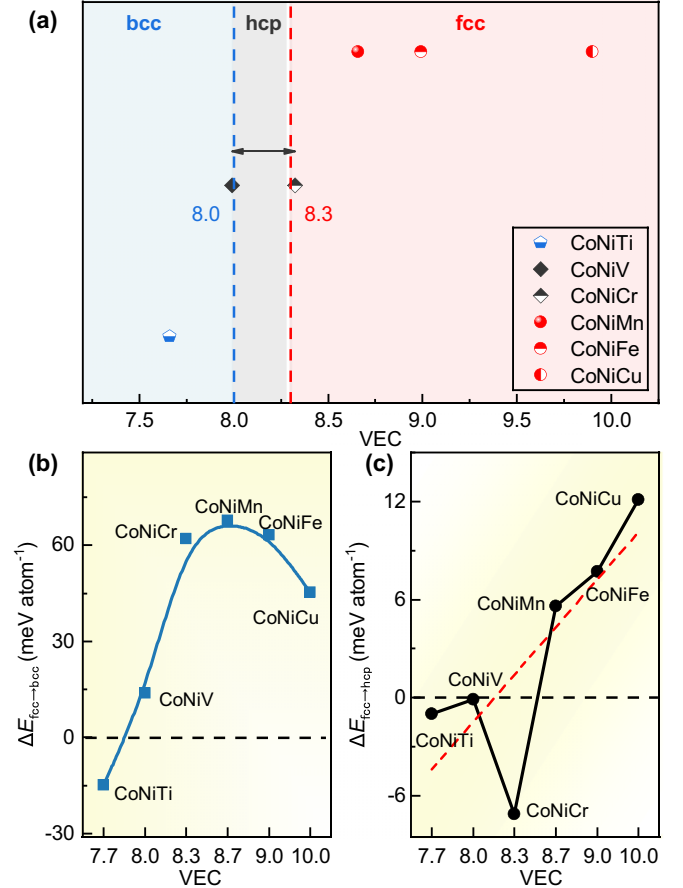 (a)
bcc
hcp
fcc
8.0
8.3
CoNiTi
CoNiV
CoNiCr
CoNiMn
CoNiFe
CoNiCu
7.5 8.0 8.5 9.0 9.5 10.0
VEC
(b)
ΔE fcc→bcc (meV atom⁻¹)
60
30
0
-30
CoNiMn
CoNiCr
CoNiFe
CoNiCu
CoNiV
CoNiTi
7.7 8.0 8.3 8.7 9.0 10.0
VEC
(c)
ΔE fcc→hcp (meV atom⁻¹)
12
6
0
-6
CoNiCu
CoNiMn
CoNiFe
CoNiV
CoNiTi
CoNiCr
7.7 8.0 8.3 8.7 9.0 10.0
VEC